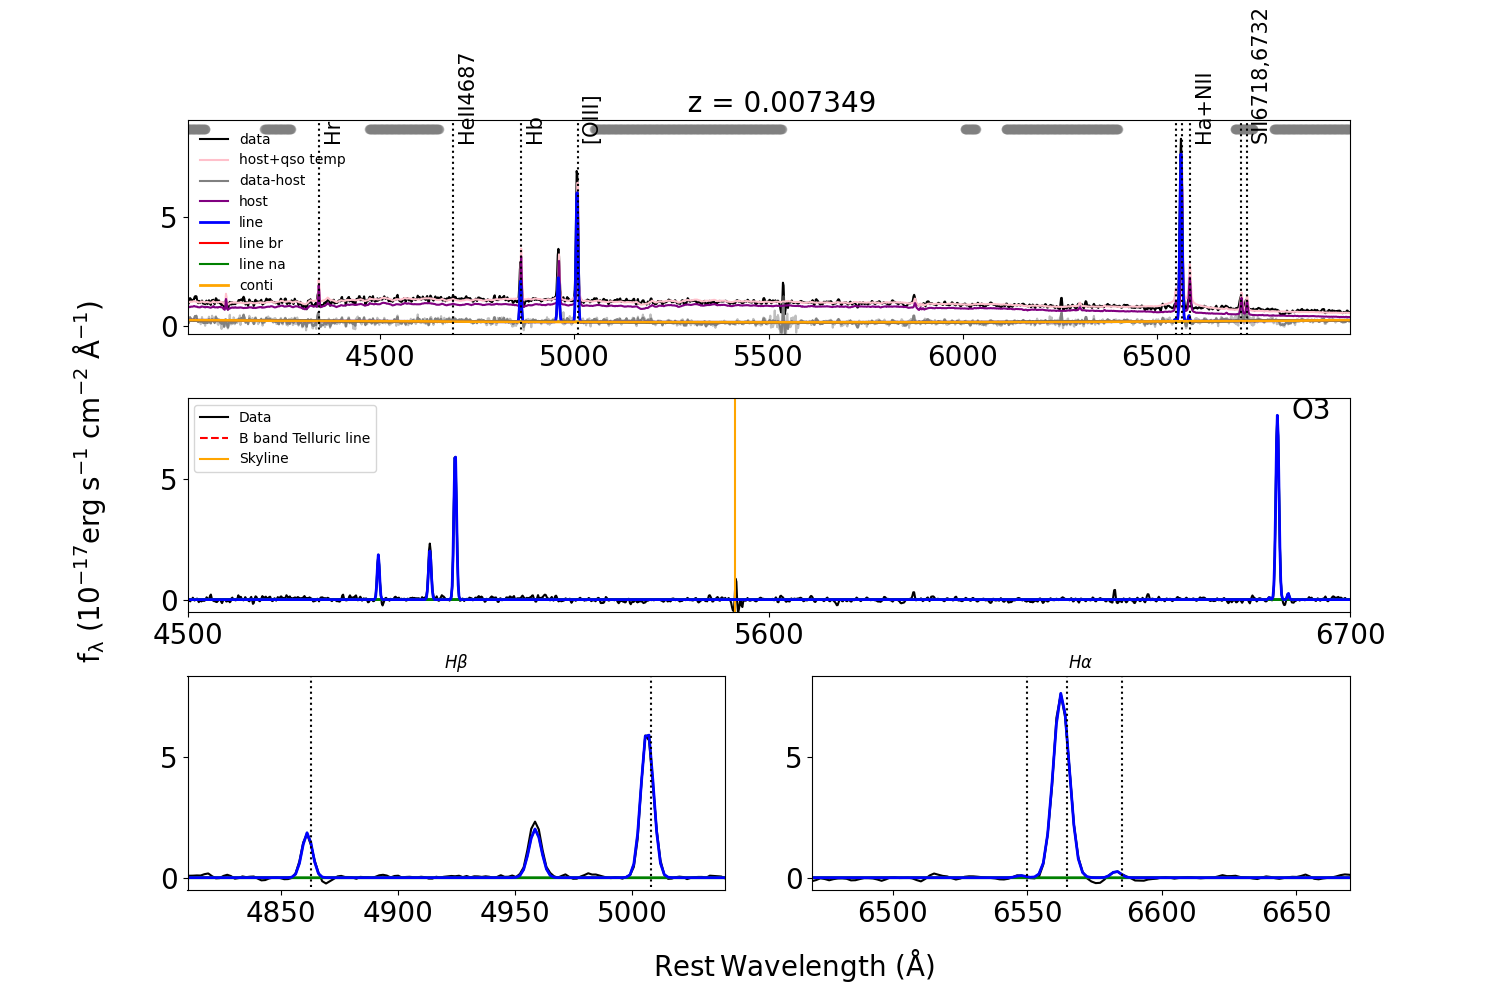 z = 0.007349
Hr
HeII4687
Hb
[OIII]
Ha+NII
SII6718,6732
data
host+qso temp
data-host
host
line
line br
line na
conti
5
0
4500 5000 5500 6000 6500
O3
Data
B band Telluric line
Skyline
5
0
4500 5600 6700
fλ (10⁻¹⁷erg s⁻¹ cm⁻² Å⁻¹)
Hβ
5
0
4850 4900 4950 5000
Hα
5
0
6500 6550 6600 6650
Rest Wavelength (Å)